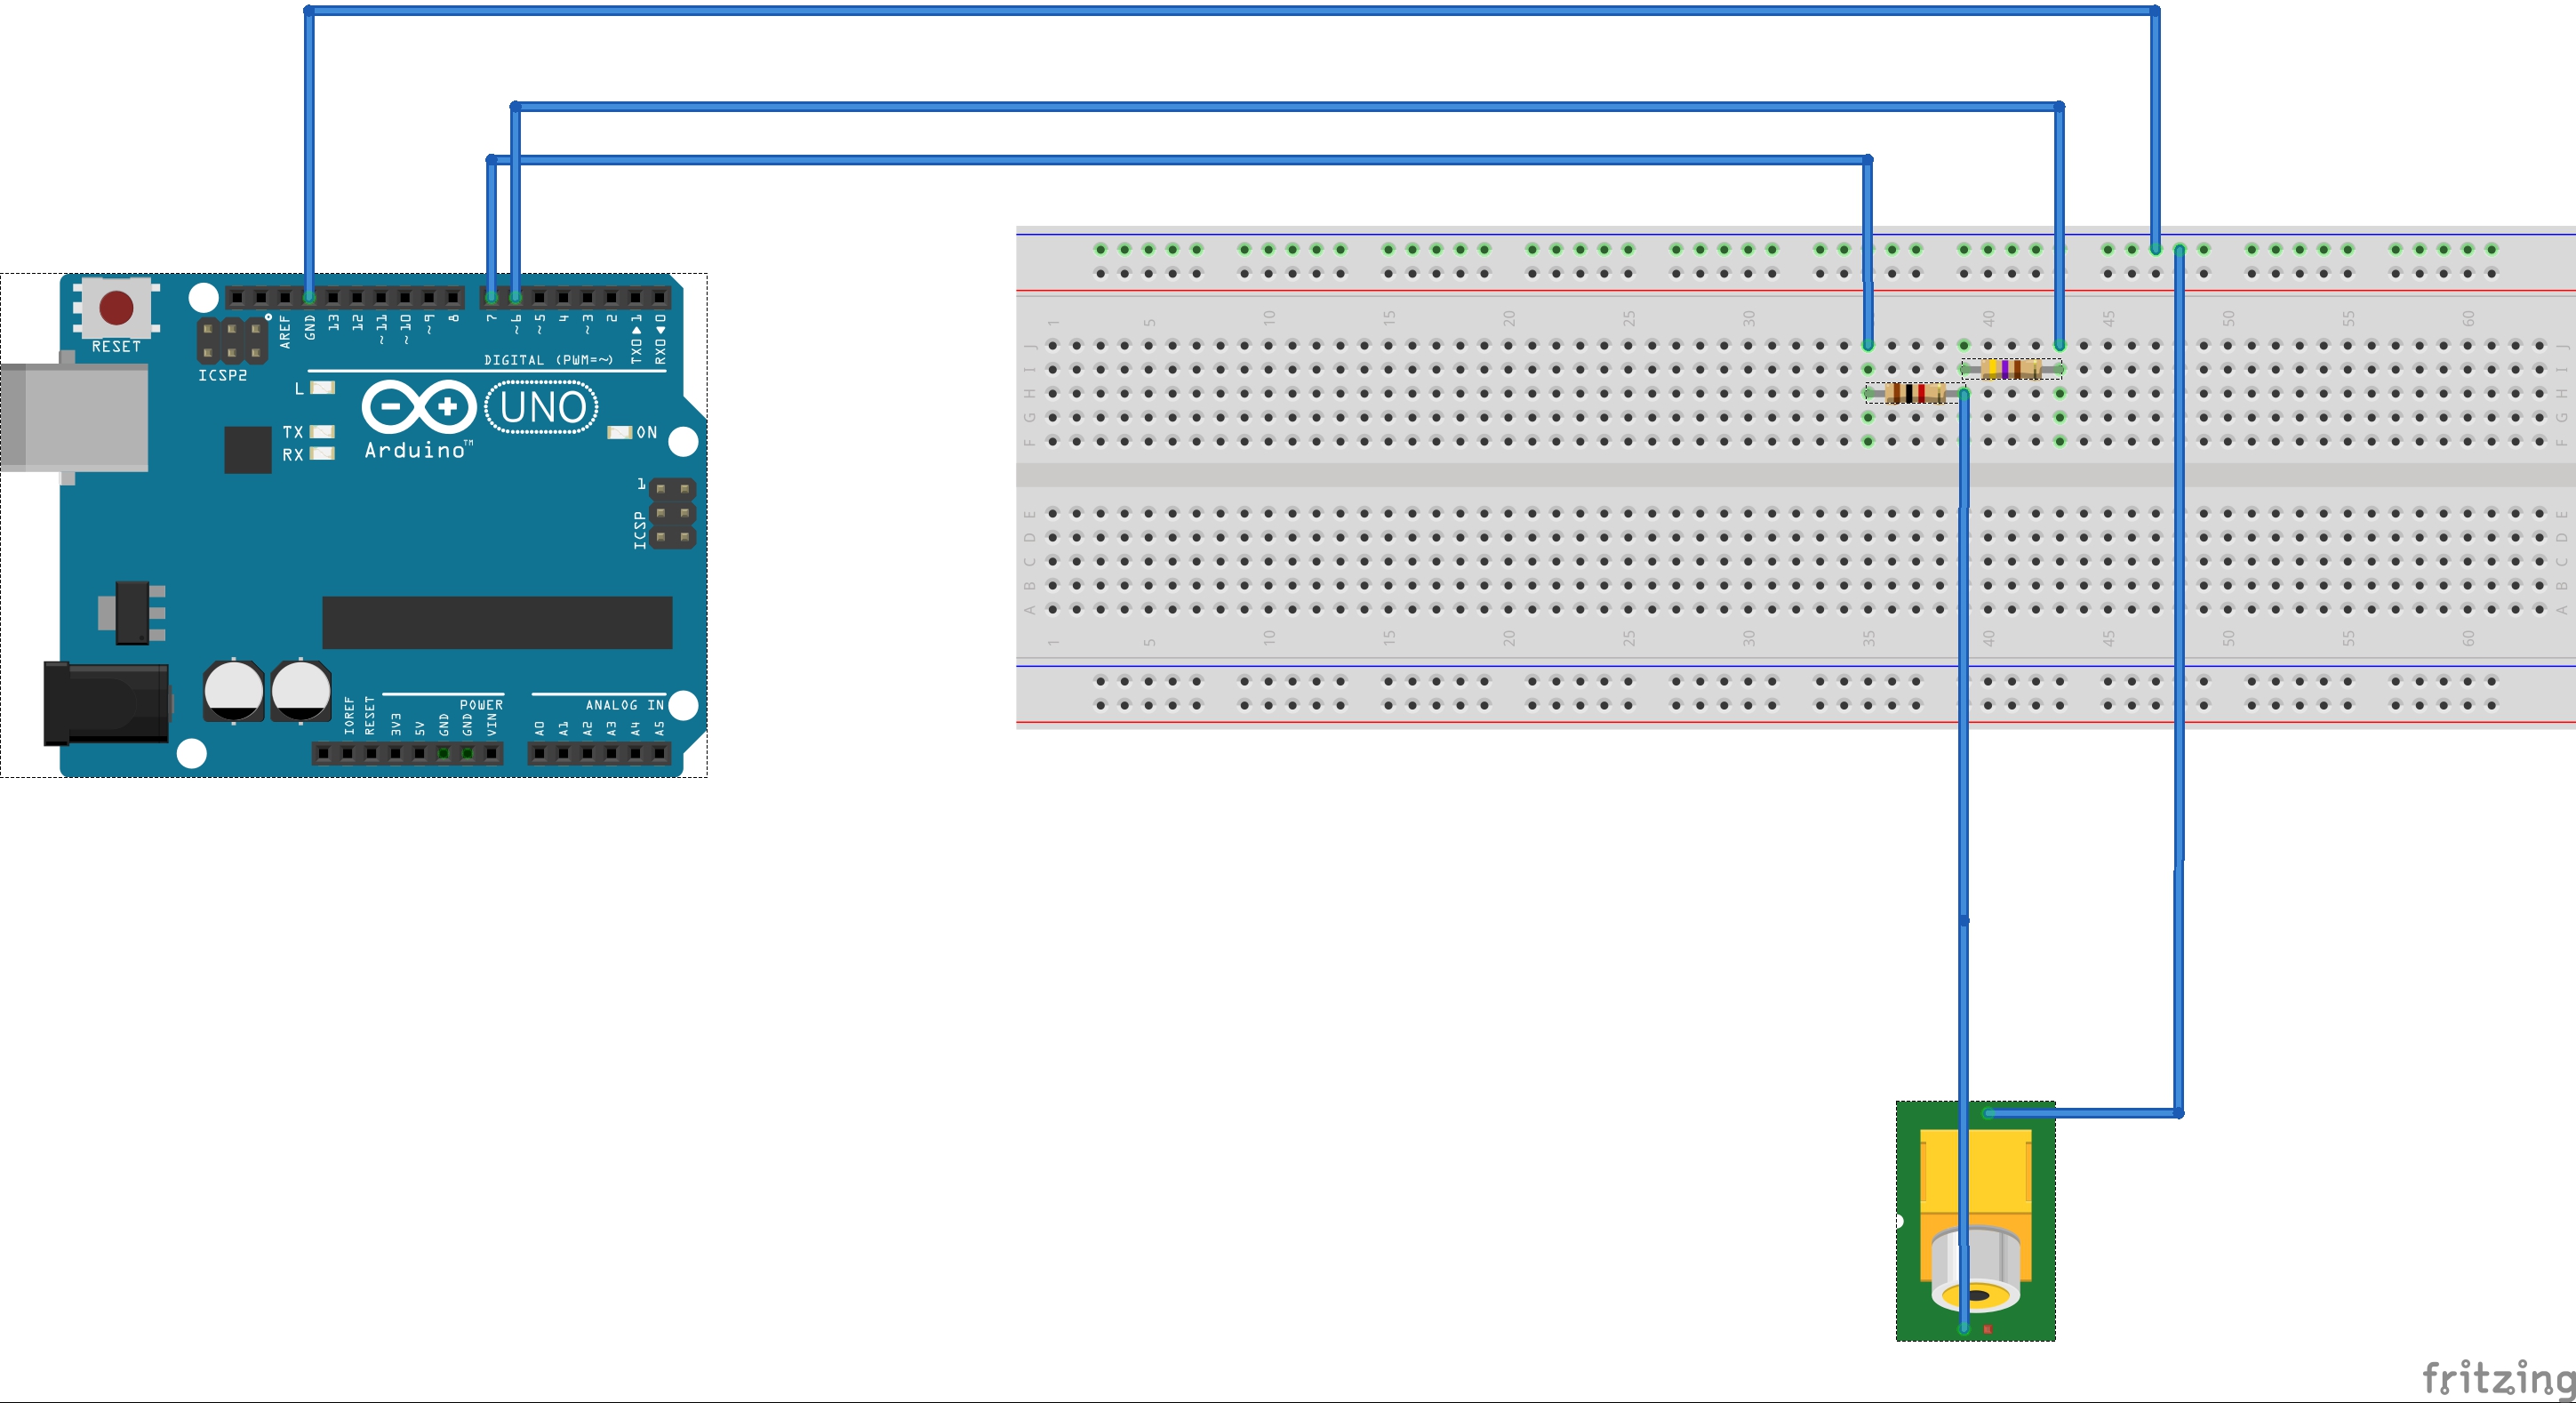 RESET
ICSP2
AREF
GND
13
12
~11
~10
~9
8
7
~6
~5
4
~3
2
TX0▶1
RX0◀0
DIGITAL (PWM=~)
L
TX
RX
Arduino™
UNO
ON
1
ICSP
IOREF
RESET
3V3
5V
GND
GND
VIN
POWER
A0
A1
A2
A3
A4
A5
ANALOG IN
1 5 10 15 20 25 30 40 45 50 55 60
J J
I I
H H
G G
F F
E E
D D
C C
B B
A A
1 5 10 15 20 25 30 35 40 45 50 55 60
fritzing